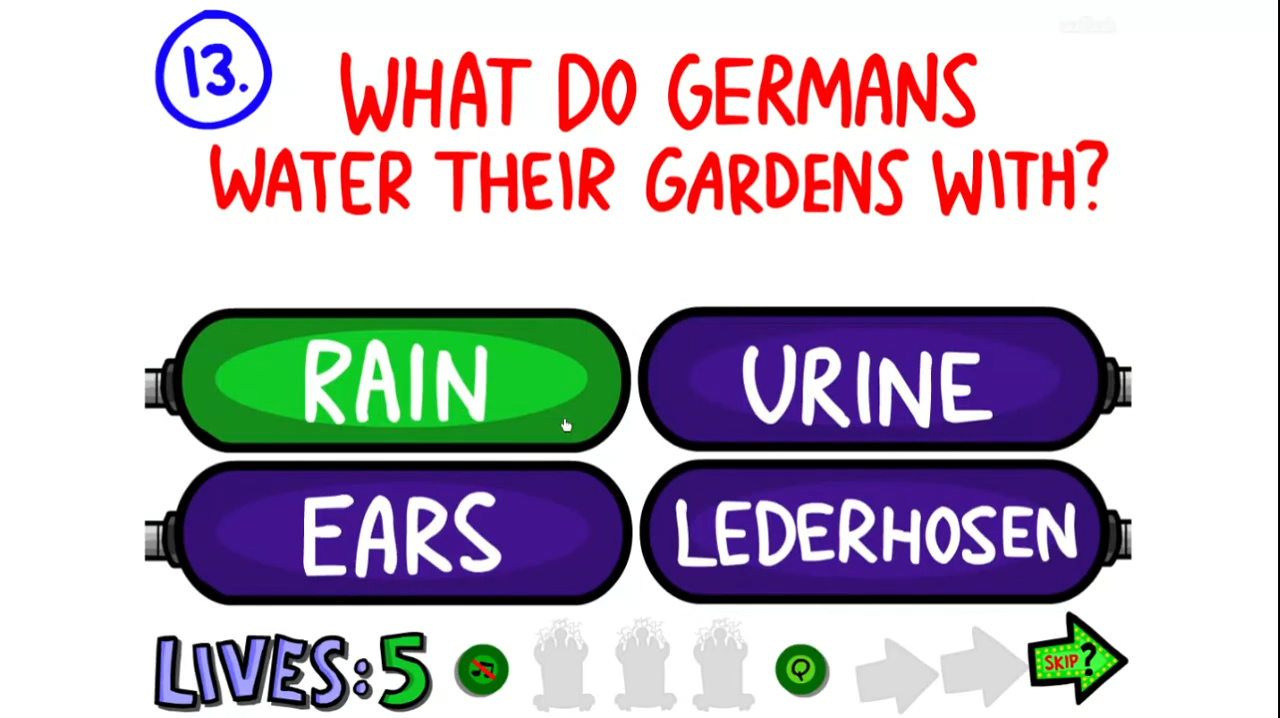 13.
WHAT DO GERMANS
WATER THEIR GARDENS WITH?
RAIN
URINE
EARS
LEDERHOSEN
LIVES:5
SKIP?